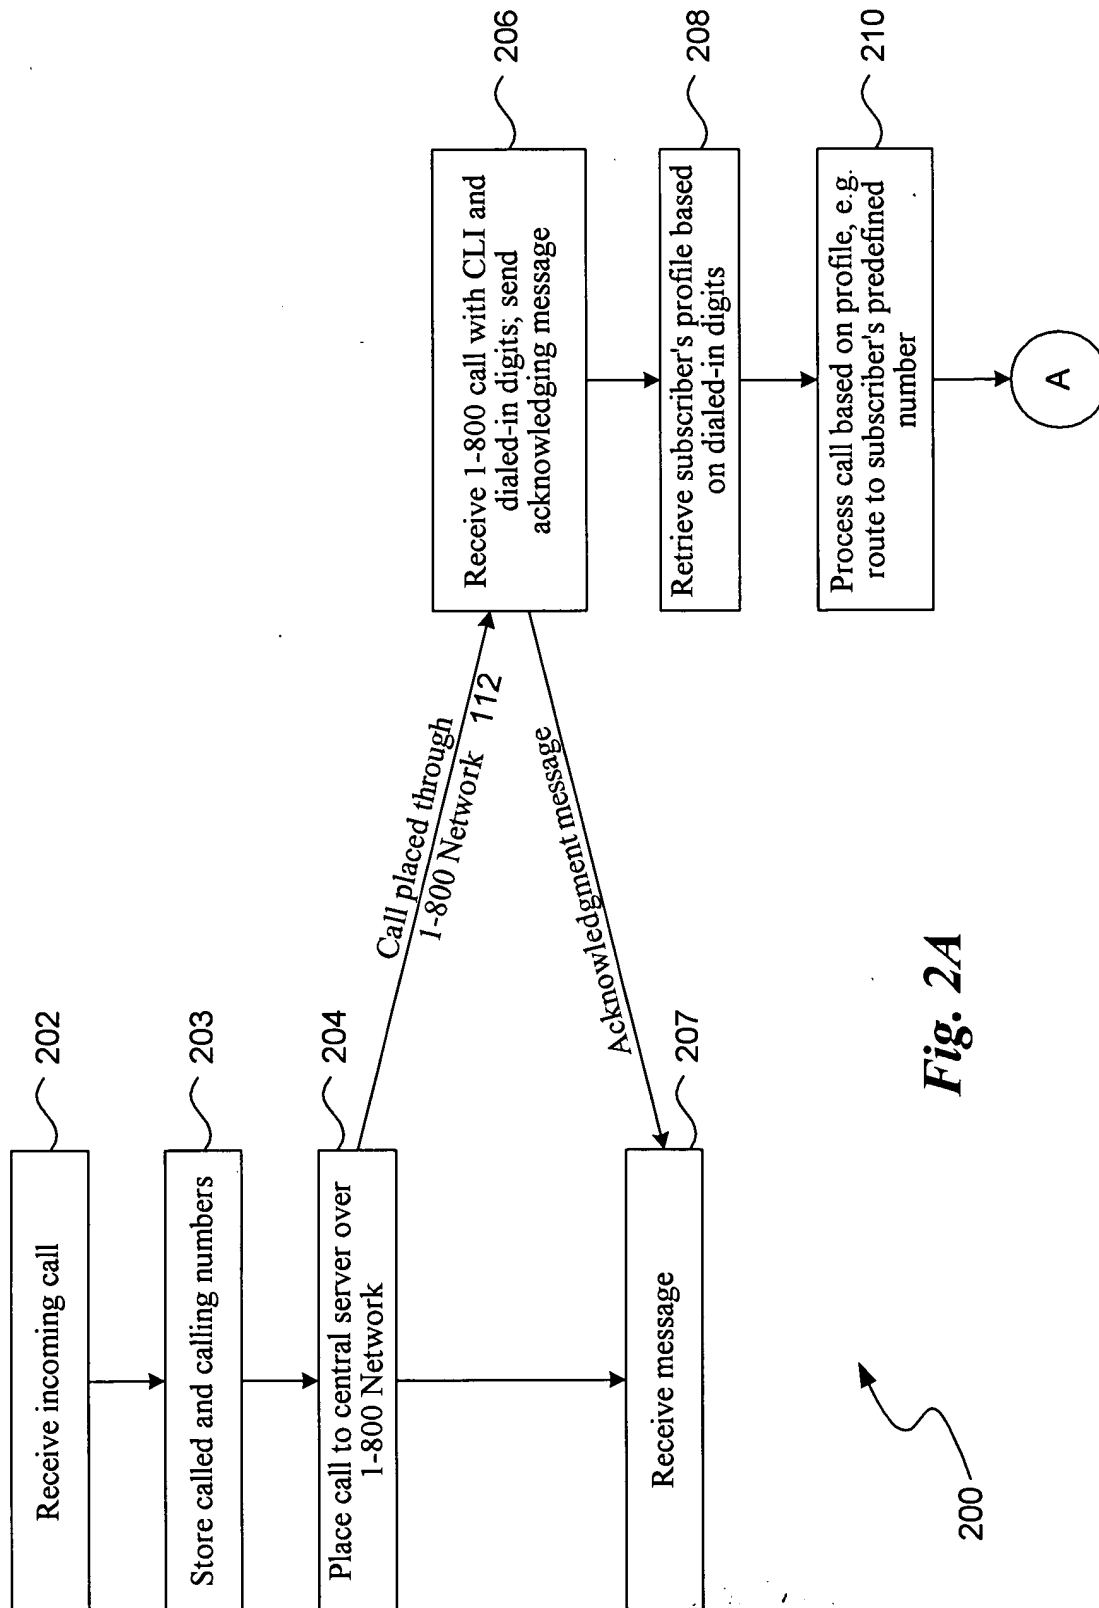 Receive incoming call
202
Store called and calling numbers
203
Place call to central server over
1-800 Network
204
Call placed through
1-800 Network 112
Receive 1-800 call with CLI and
dialed-in digits; send
acknowledging message
206
Acknowledgment message
Receive message
207
Retrieve subscriber's profile based
on dialed-in digits
208
Process call based on profile, e.g.
route to subscriber's predefined
number
210
A
200
Fig. 2A